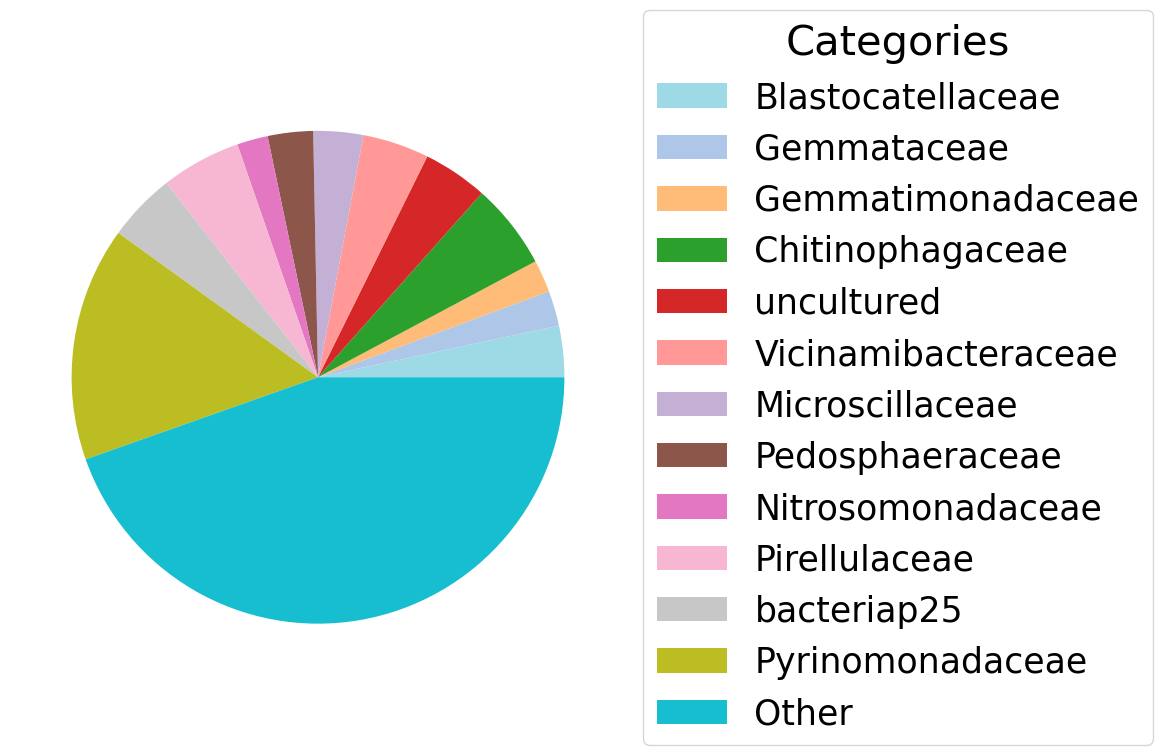 Categories
Blastocatellaceae
Gemmataceae
Gemmatimonadaceae
Chitinophagaceae
uncultured
Vicinamibacteraceae
Microscillaceae
Pedosphaeraceae
Nitrosomonadaceae
Pirellulaceae
bacteriap25
Pyrinomonadaceae
Other